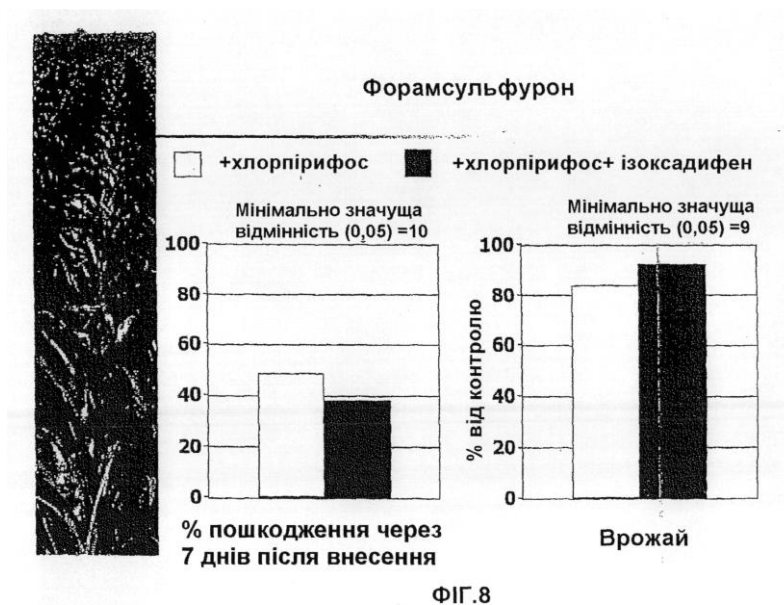 Форамсульфурон
+хлорпірифос
+хлорпірифос+ ізоксадифен
Мінімально значуща
відмінність (0,05) =10
100
80
60
40
20
0
% пошкодження через
7 днів після внесення
Мінімально значуща
відмінність (0,05) =9
% від контролю
100
80
60
40
20
0
Врожай
ФІГ.8